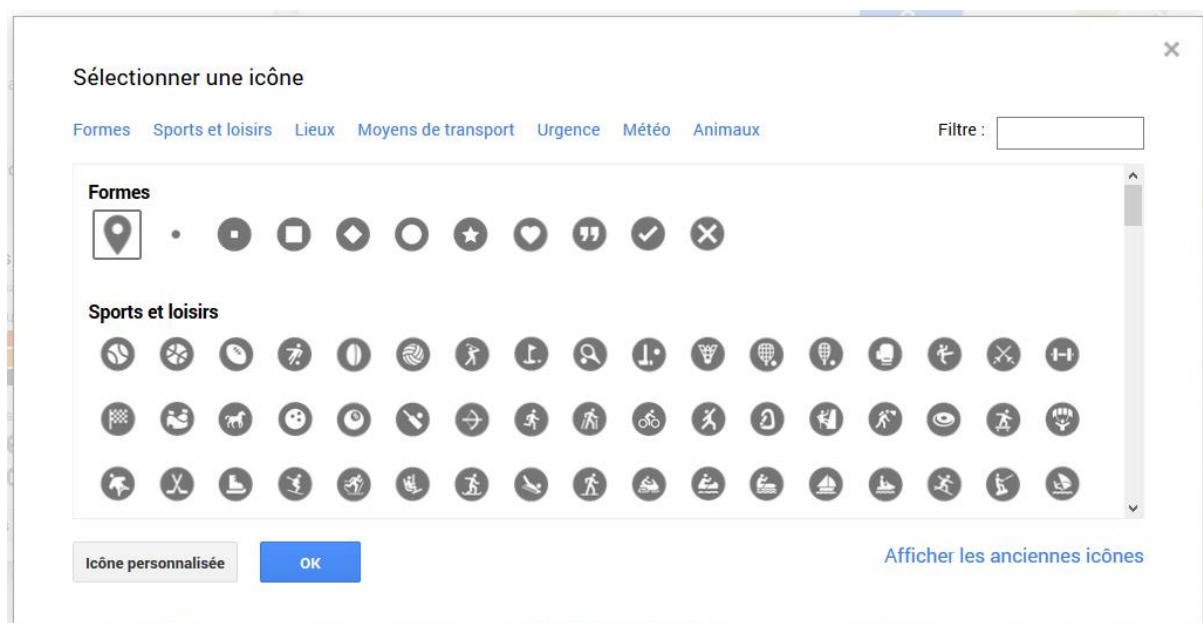 Sélectionner une icône
Formes Sports et loisirs Lieux Moyens de transport Urgence Météo Animaux Filtre :
Formes
Sports et loisirs
Icône personnalisée OK Afficher les anciennes icônes